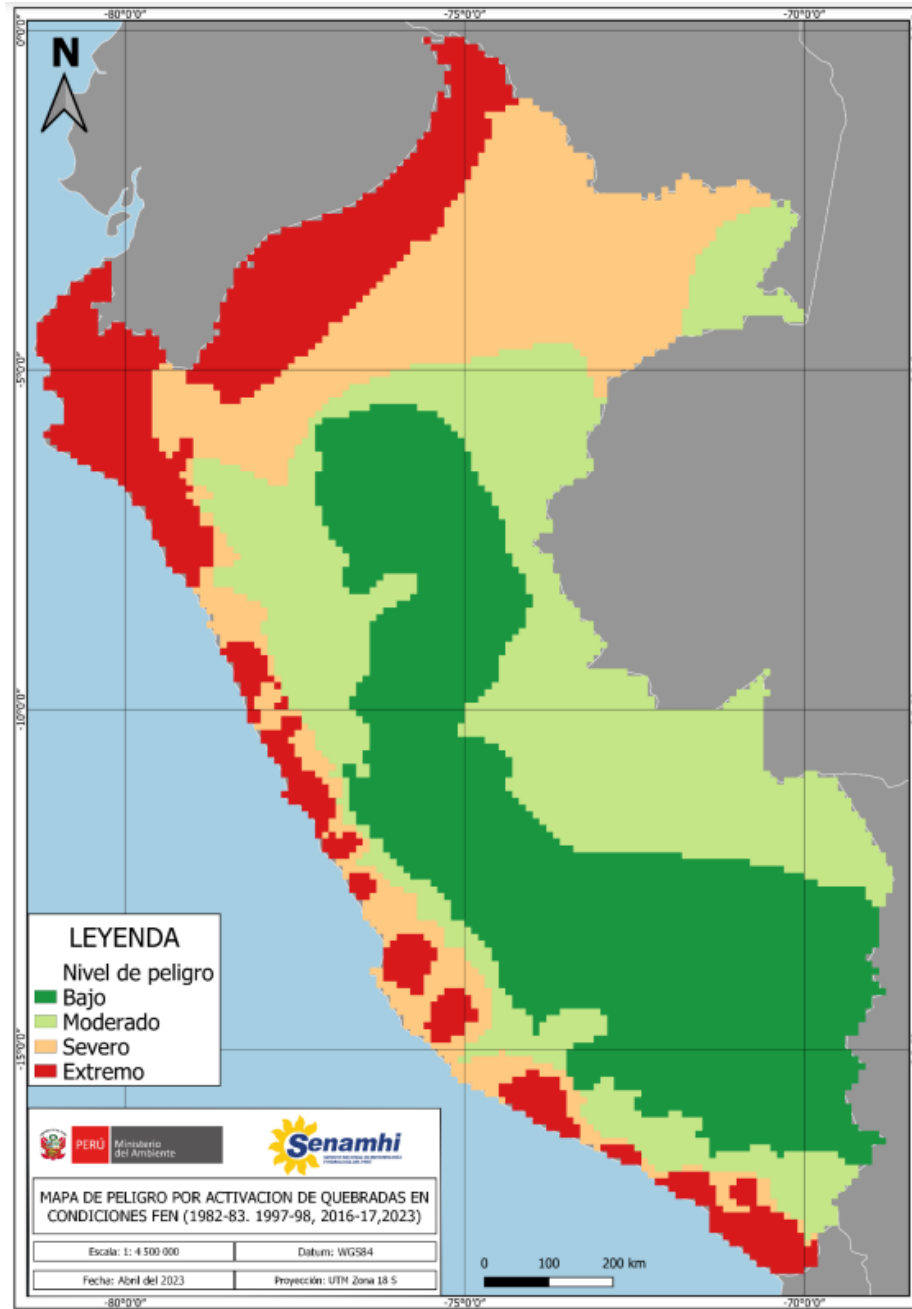 -80°0'0" -75°0'0" -70°0'0"
0°0'0"
N
-5°0'0"
-10°0'0"
-15°0'0"
LEYENDA
Nivel de peligro
Bajo
Moderado
Severo
Extremo
PERÚ Ministerio
del Ambiente
Senamhi
MAPA DE PELIGRO POR ACTIVACION DE QUEBRADAS EN
CONDICIONES FEN (1982-83. 1997-98, 2016-17,2023)
Escala: 1: 4 500 000 Datum: WGS84
Fecha: Abril del 2023 Proyección: UTM Zona 18 S
0 100 200 km
-80°0'0" -75°0'0" -70°0'0"